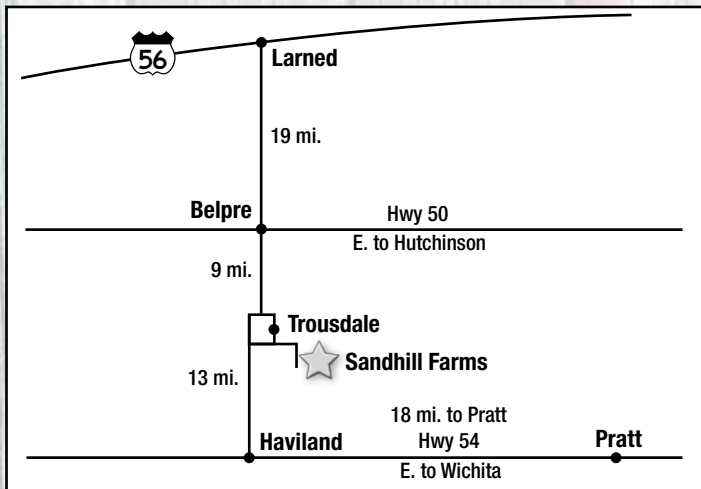 56
Larned
19 mi.
Belpre
Hwy 50
E. to Hutchinson
9 mi.
Trousdale
Sandhill Farms
13 mi.
18 mi. to Pratt
Haviland
Hwy 54
Pratt
E. to Wichita